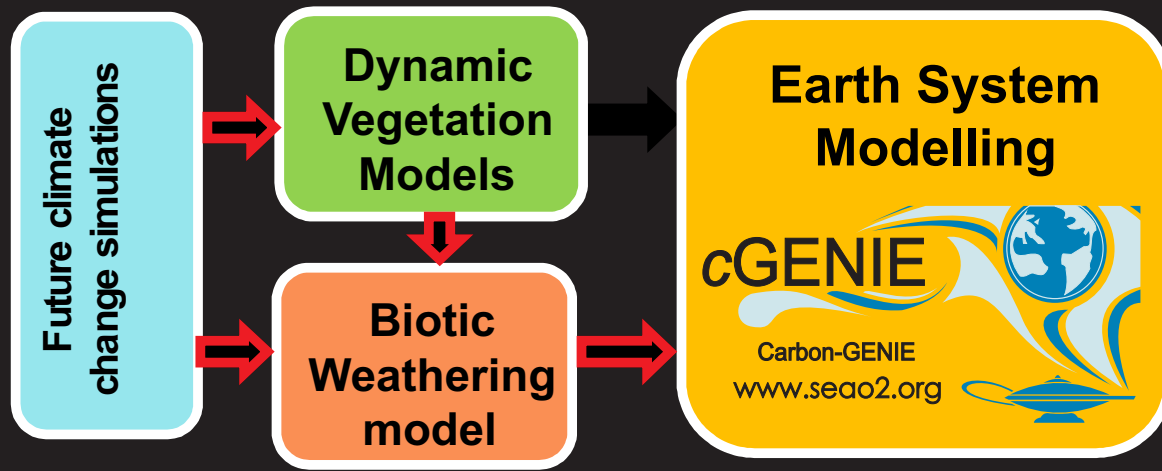 Future climate
change simulations
Dynamic
Vegetation
Models
Biotic
Weathering
model
Earth System
Modelling
cGENIE
Carbon-GENIE
www.seao2.org